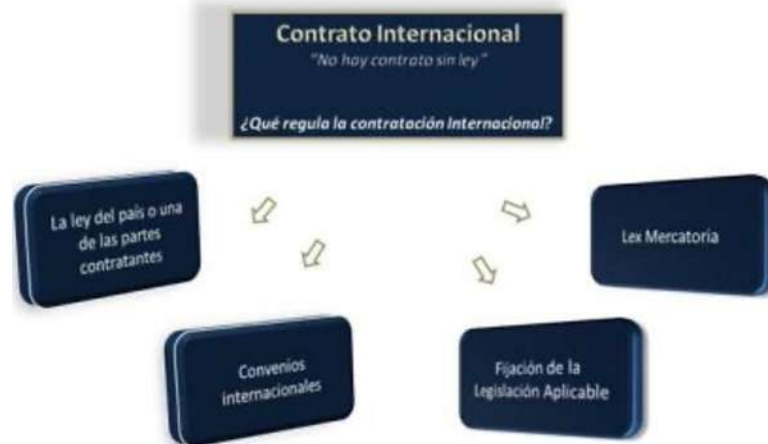 Contrato Internacional
"No hay contrato sin ley"
¿Qué regula la contratación Internacional?
La ley del país o una
de las partes
contratantes
Lex Mercatoria
Convenios
internacionales
Fijación de la
Legislación Aplicable